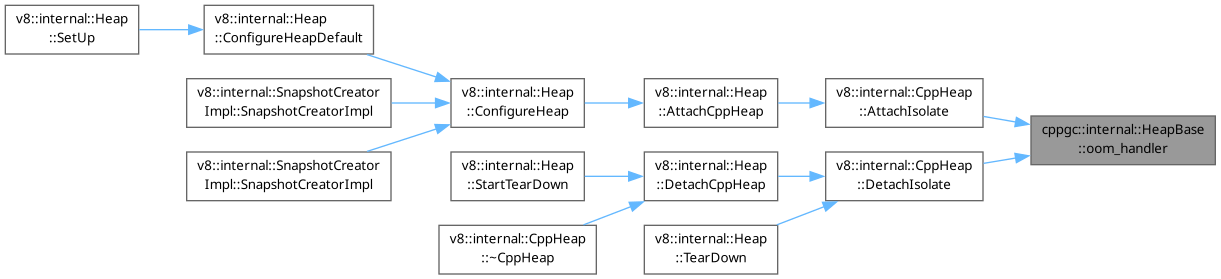 v8::internal::Heap
::SetUp
v8::internal::Heap
::ConfigureHeapDefault
v8::internal::SnapshotCreator
Impl::SnapshotCreatorImpl
v8::internal::Heap
::ConfigureHeap
v8::internal::Heap
::AttachCppHeap
v8::internal::CppHeap
::AttachIsolate
cppgc::internal::HeapBase
::oom_handler
v8::internal::SnapshotCreator
Impl::SnapshotCreatorImpl
v8::internal::Heap
::StartTearDown
v8::internal::Heap
::DetachCppHeap
v8::internal::CppHeap
::DetachIsolate
v8::internal::CppHeap
::~CppHeap
v8::internal::Heap
::TearDown